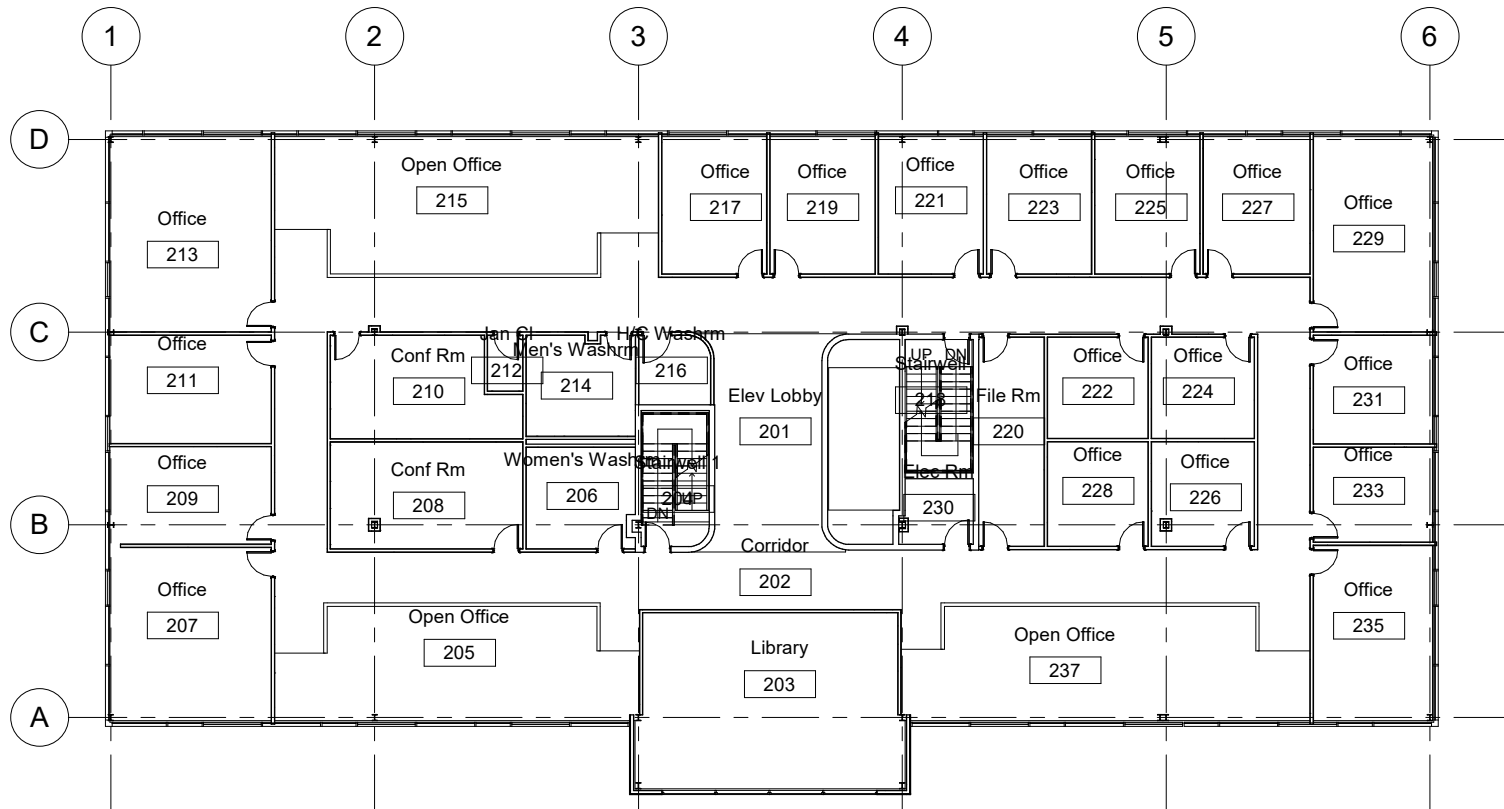 1
2
3
4
5
6
D
Open Office
215
Office
217
Office
219
Office
221
Office
223
Office
225
Office
227
Office
213
Office
229
C
Office
211
Conf Rm
210
Jan Cl
212
Men's Washrm
214
H/C Washrm
216
Elev Lobby
201
UP
DN
Stairwell
218
File Rm
220
Office
222
Office
224
Office
231
Office
209
Conf Rm
208
Women's Washrm
206
Stairwell 1
204
UP
DN
Elec Rm
230
Office
228
Office
226
Office
233
B
Corridor
202
Office
207
Open Office
205
Library
203
Open Office
237
Office
235
A